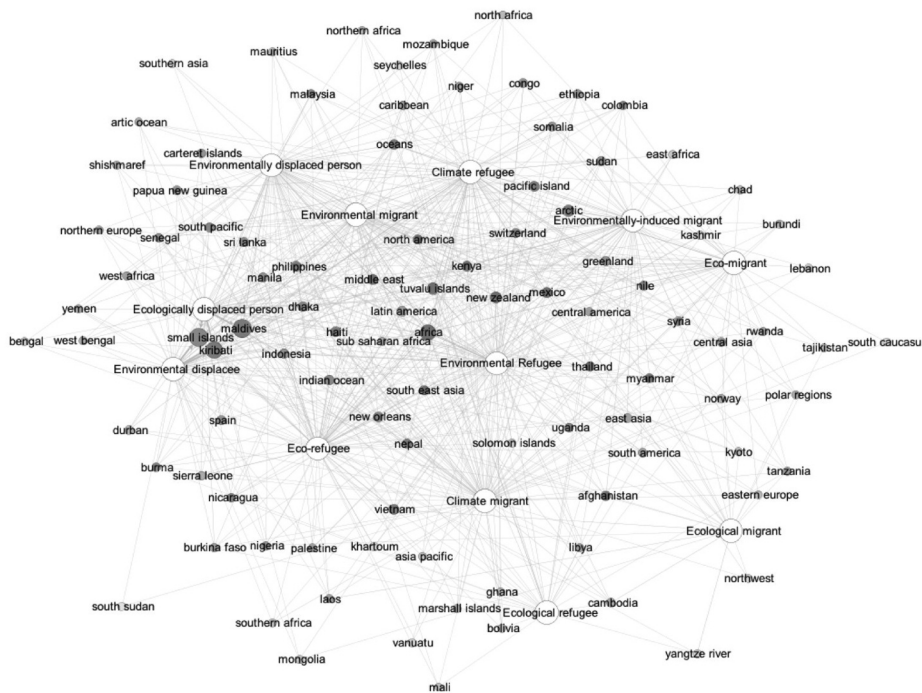 north africa
northern africa
mozambique
mauritius
southern asia
seychelles
niger
congo
malaysia
ethiopia
caribbean
colombia
artic ocean
somalia
oceans
carteret islands
east africa
shishmaref
Environmentally displaced person
sudan
Climate refugee
papua new guinea
pacific island
chad
arctic
Environmental migrant
Environmentally-induced migrant
burundi
northern europe
south pacific
senegal
switzerland
kashmir
sri lanka
north america
greenland
Eco-migrant
philippines
kenya
lebanon
west africa
manila
middle east
nile
tuvalu islands
mexico
new zealand
yemen
Ecologically displaced person
dhaka
latin america
central america
syria
maldives
haiti
africa
rwanda
small islands
bengal
west bengal
sub saharan africa
central asia
south caucasu
tajikistan
kiribati
indonesia
Environmental Refugee
thailand
Environmental displacee
indian ocean
myanmar
south east asia
norway
polar regions
spain
new orleans
east asia
durban
uganda
Eco-refugee
nepal
solomon islands
south america
kyoto
burma
tanzania
sierra leone
nicaragua
Climate migrant
afghanistan
eastern europe
vietnam
Ecological migrant
burkina faso
nigeria
palestine
khartoum
libya
asia pacific
northwest
ghana
laos
cambodia
south sudan
marshall islands
Ecological refugee
southern africa
bolivia
vanuatu
yangtze river
mongolia
mali